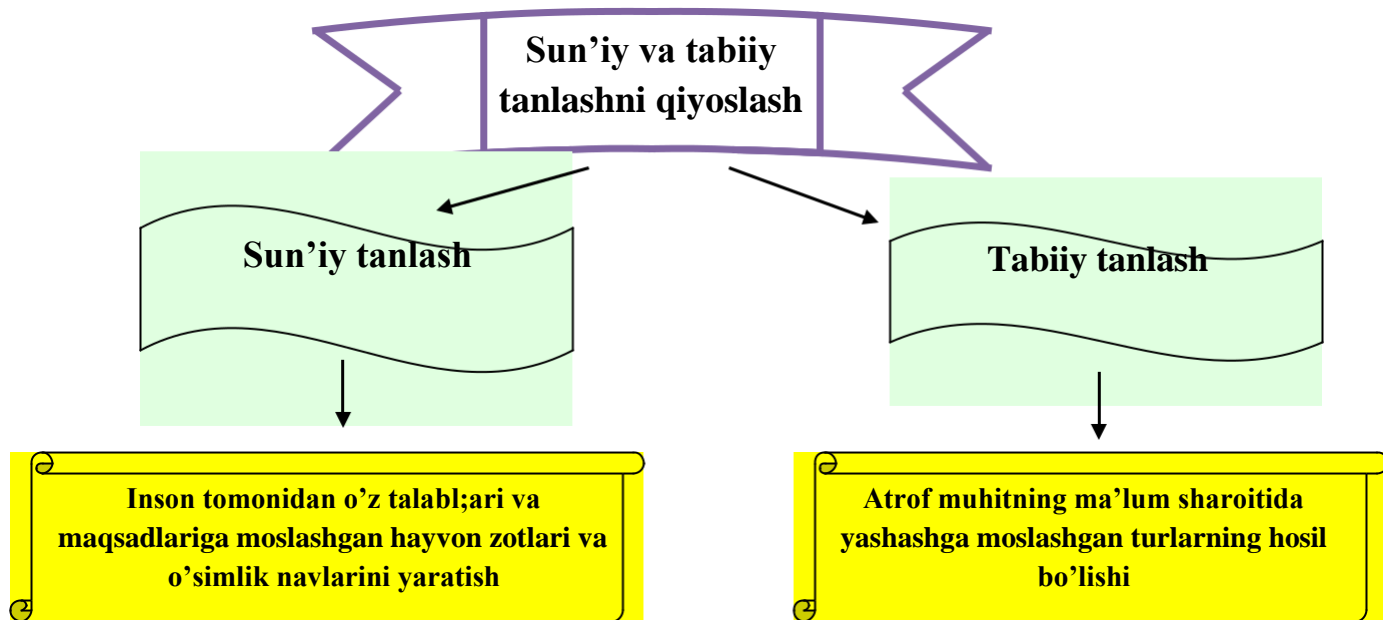 Sun’iy va tabiiy
tanlashni qiyoslash
Sun’iy tanlash
Tabiiy tanlash
Inson tomonidan o’z talabl;ari va
maqsadlariga moslashgan hayvon zotlari va
o’simlik navlarini yaratish
Atrof muhitning ma’lum sharoitida
yashashga moslashgan turlarning hosil
bo’lishi